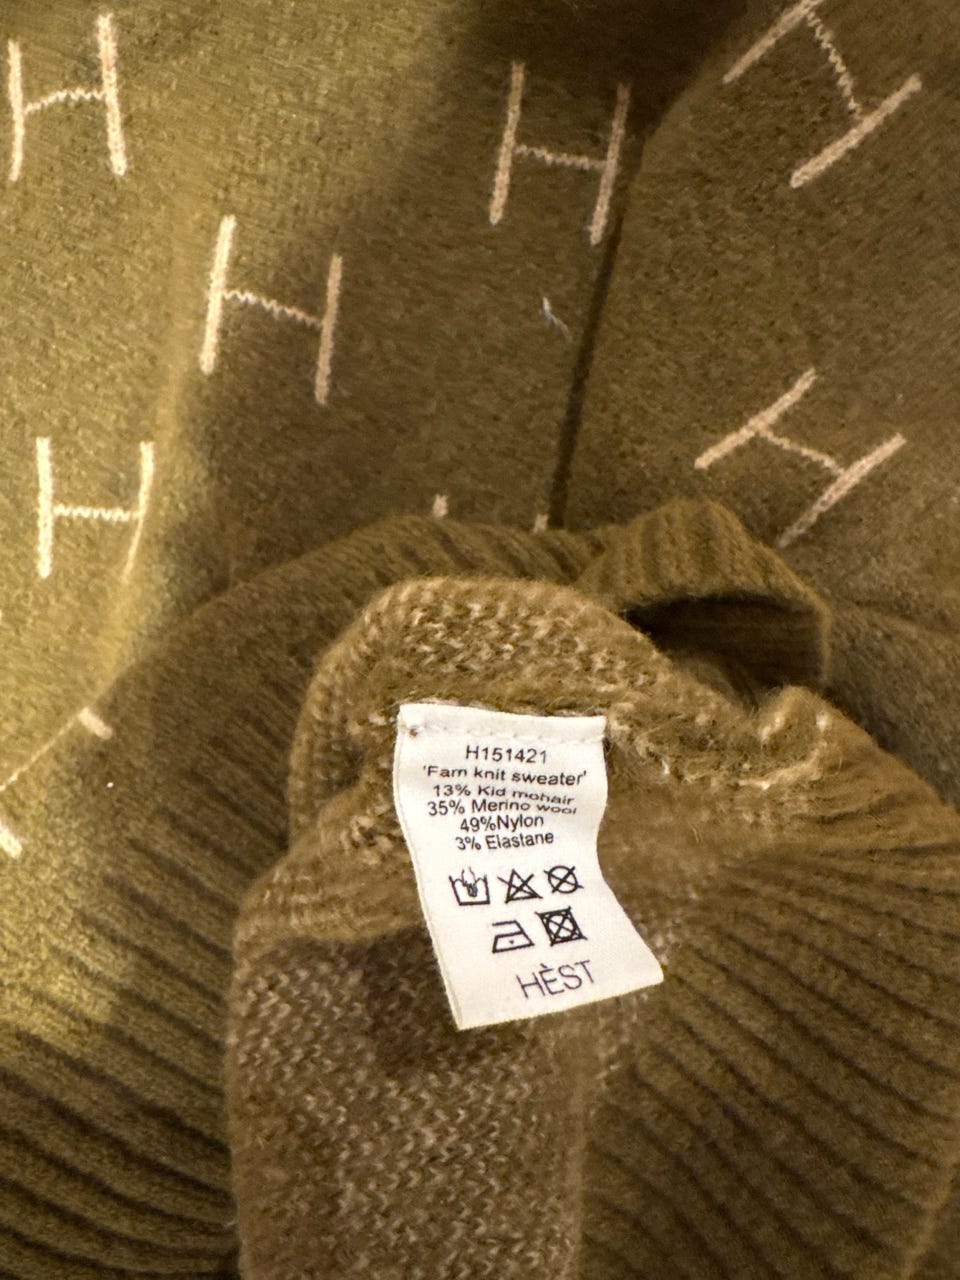 H H H
H
H H
H151421
'Farn knit sweater'
13% Kid mohair
35% Merino wool
49%Nylon
3% Elastane
HÈST